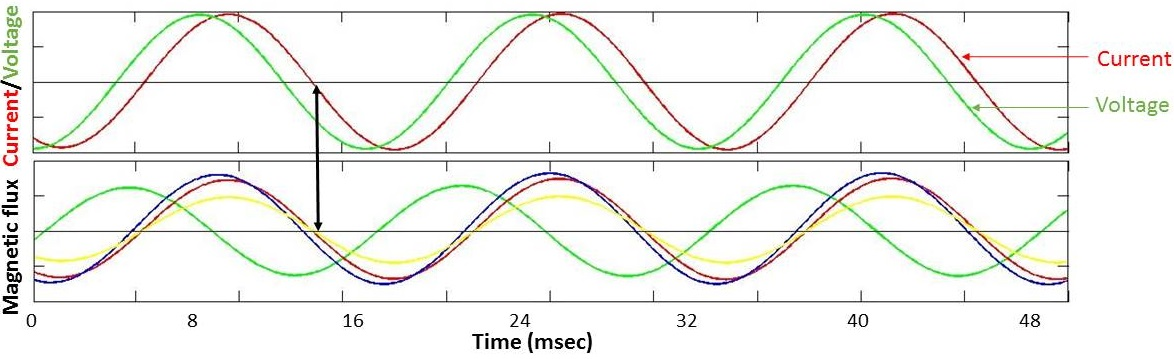 Current/Voltage
Current
Voltage
Magnetic flux
0 8 16 24 32 40 48
Time (msec)